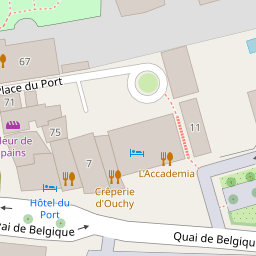 67
Place du Port
71
75
11
leur de
pains
7
L'Accademia
Crêperie
d'Ouchy
Hôtel du
Port
ai de Belgique
Quai de Belgique